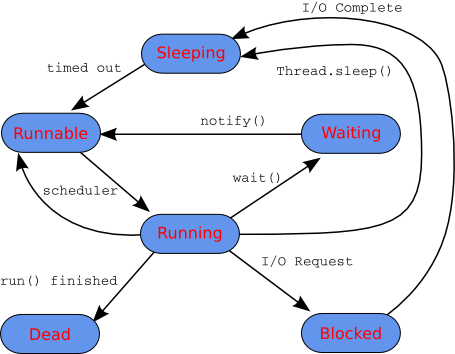 I/O Complete
Sleeping
timed out
Thread.sleep()
Runnable
notify()
Waiting
scheduler
wait()
Running
I/O Request
run() finished
Dead
Blocked